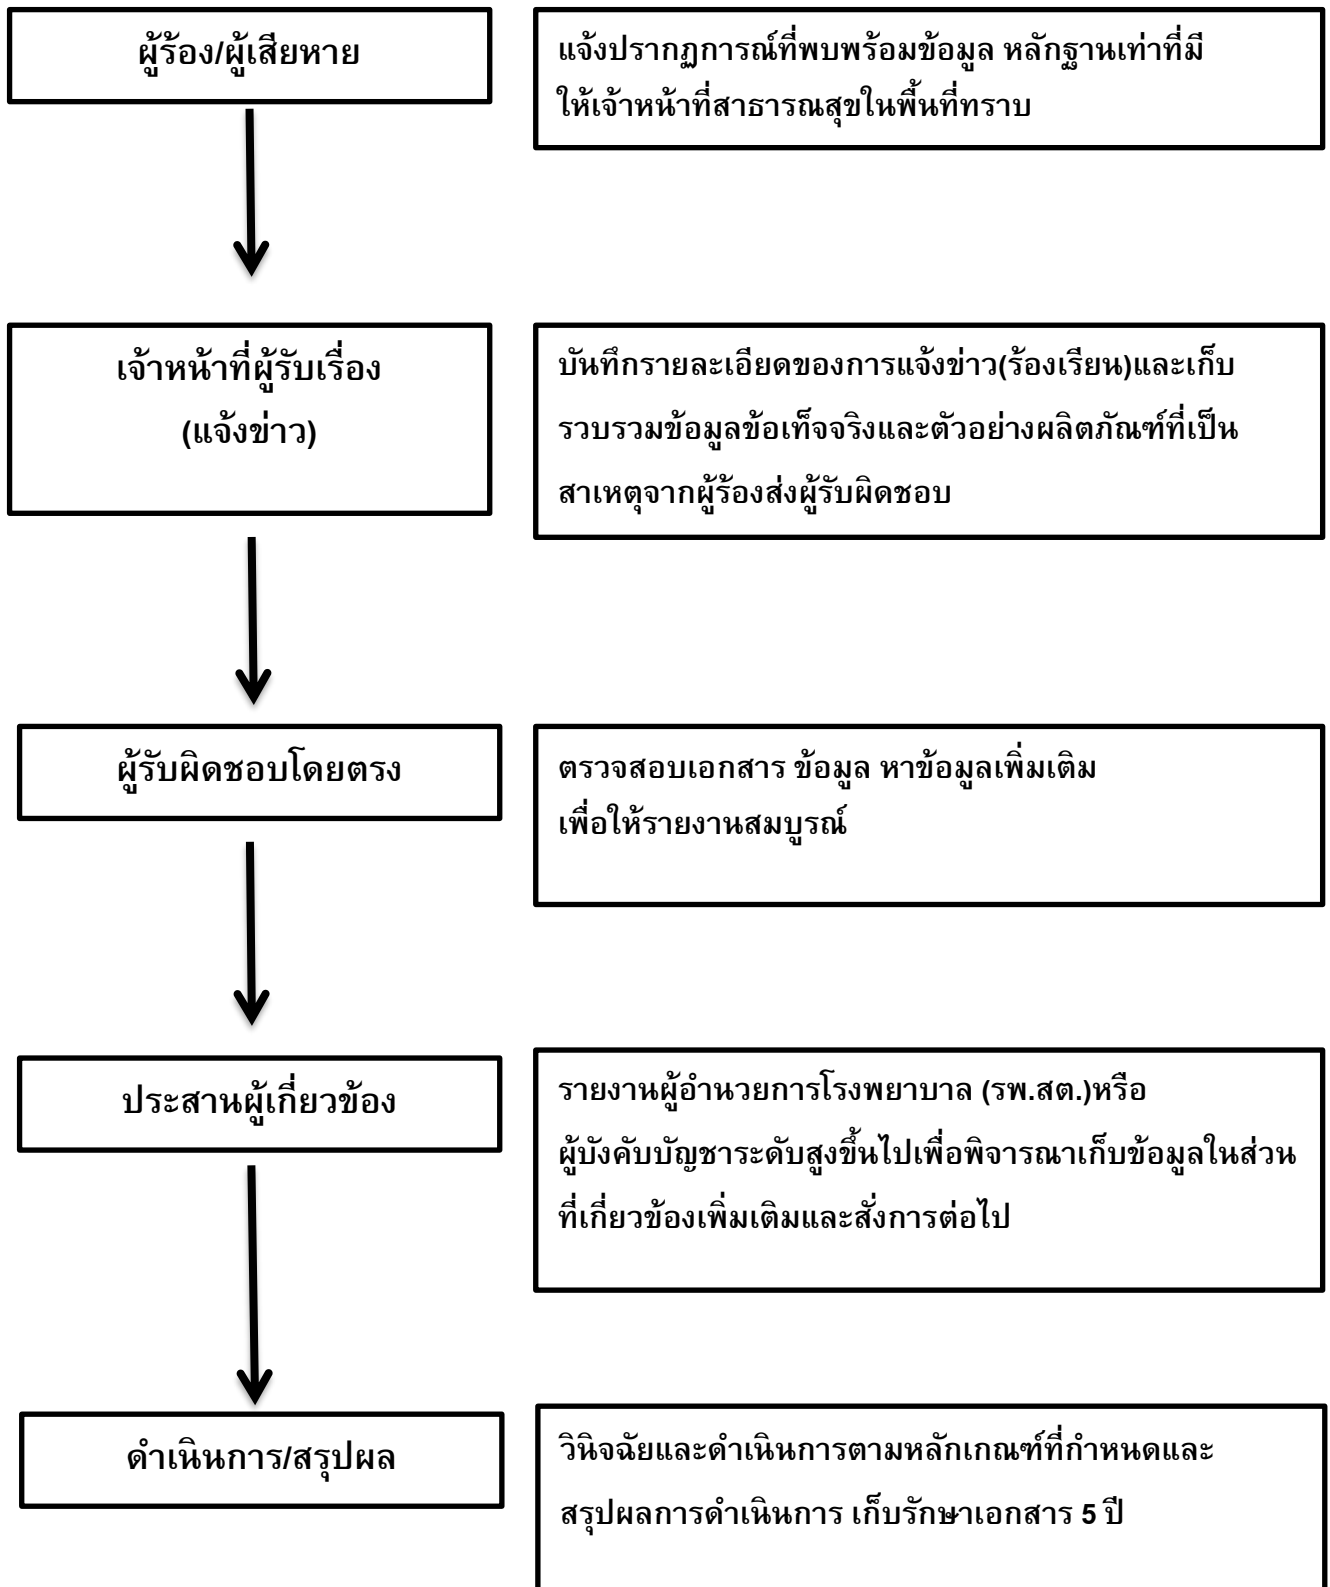 ผู้ร้อง/ผู้เสียหาย
แจ้งปรากฏการณ์ที่พบพร้อมข้อมูล หลักฐานเท่าที่มี
ให้เจ้าหน้าที่สาธารณสุขในพื้นที่ทราบ
เจ้าหน้าที่ผู้รับเรื่อง
(แจ้งข่าว)
บันทึกรายละเอียดของการแจ้งข่าว(ร้องเรียน)และเก็บ
รวบรวมข้อมูลข้อเท็จจริงและตัวอย่างผลิตภัณฑ์ที่เป็น
สาเหตุจากผู้ร้องส่งผู้รับผิดชอบ
ผู้รับผิดชอบโดยตรง
ตรวจสอบเอกสาร ข้อมูล หาข้อมูลเพิ่มเติม
เพื่อให้รายงานสมบูรณ์
ประสานผู้เกี่ยวข้อง
รายงานผู้อำนวยการโรงพยาบาล (รพ.สต.)หรือ
ผู้บังคับบัญชาระดับสูงขึ้นไปเพื่อพิจารณาเก็บข้อมูลในส่วน
ที่เกี่ยวข้องเพิ่มเติมและสั่งการต่อไป
ดำเนินการ/สรุปผล
วินิจฉัยและดำเนินการตามหลักเกณฑ์ที่กำหนดและ
สรุปผลการดำเนินการ เก็บรักษาเอกสาร 5 ปี